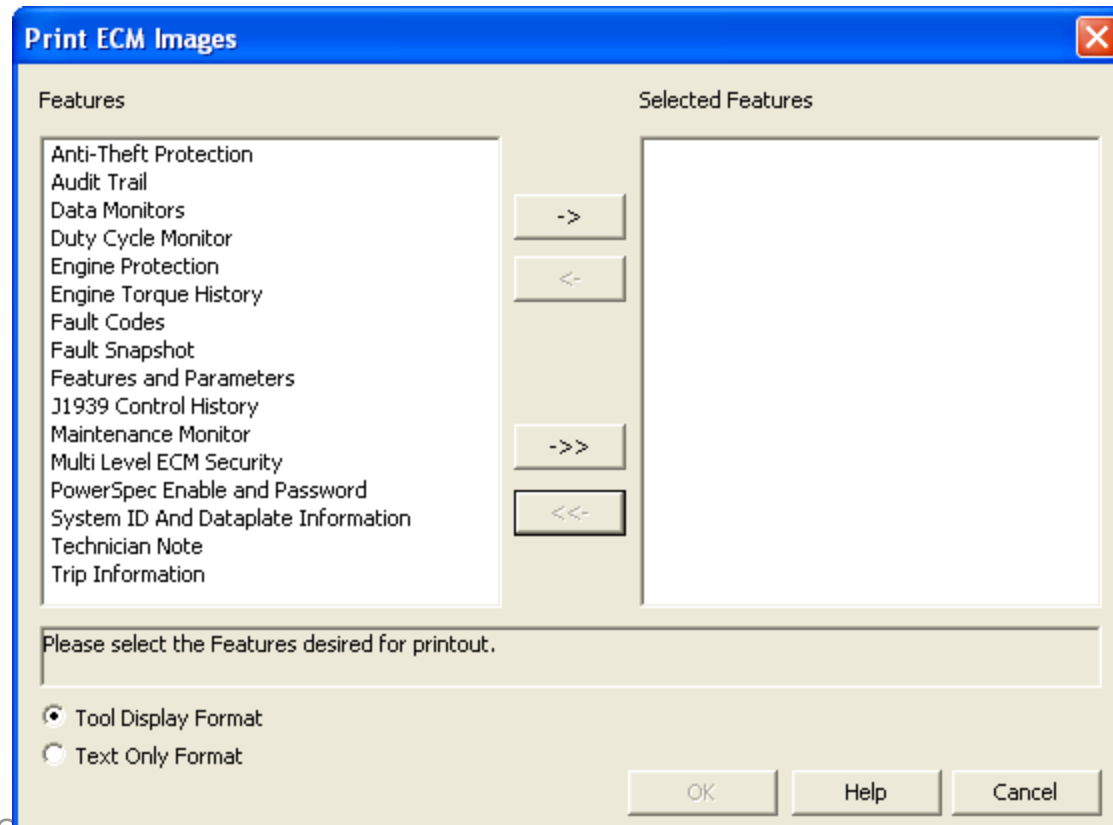 Print ECM Images
Features
Selected Features
Anti-Theft Protection
Audit Trail
Data Monitors
Duty Cycle Monitor
Engine Protection
Engine Torque History
Fault Codes
Fault Snapshot
Features and Parameters
J1939 Control History
Maintenance Monitor
Multi Level ECM Security
PowerSpec Enable and Password
System ID And Dataplate Information
Technician Note
Trip Information
->
<-
->>
<<-
Please select the Features desired for printout.
Tool Display Format
Text Only Format
OK
Help
Cancel